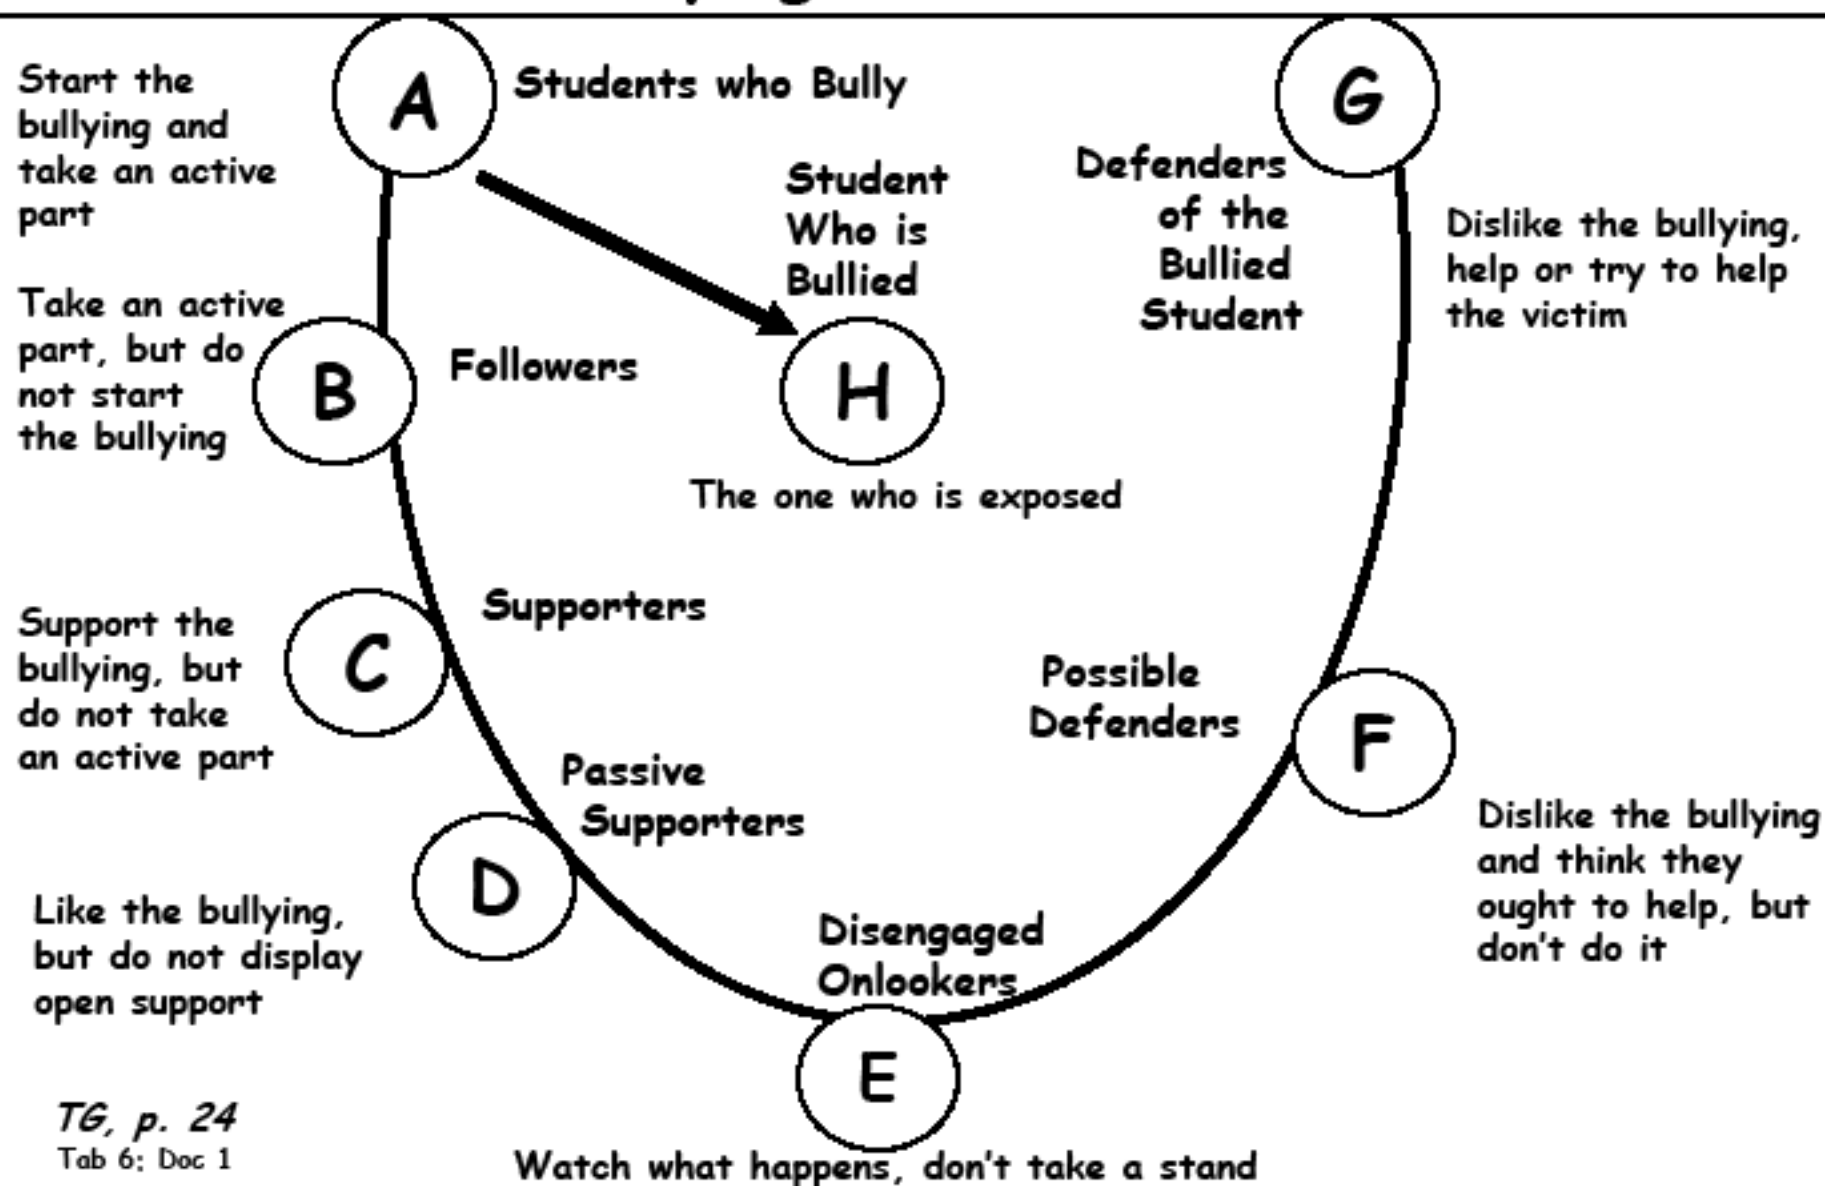 Start the
bullying and
take an active
part
A
Students who Bully
G
Student
Who is
Bullied
Defenders
of the
Bullied
Student
Dislike the bullying,
help or try to help
the victim
Take an active
part, but do
not start
the bullying
B
Followers
H
The one who is exposed
Support the
bullying, but
do not take
an active part
C
Supporters
Possible
Defenders
F
Passive
Supporters
D
Like the bullying,
but do not display
open support
Dislike the bullying
and think they
ought to help, but
don't do it
Disengaged
Onlookers
E
Watch what happens, don't take a stand
TG, p. 24
Tab 6: Doc 1